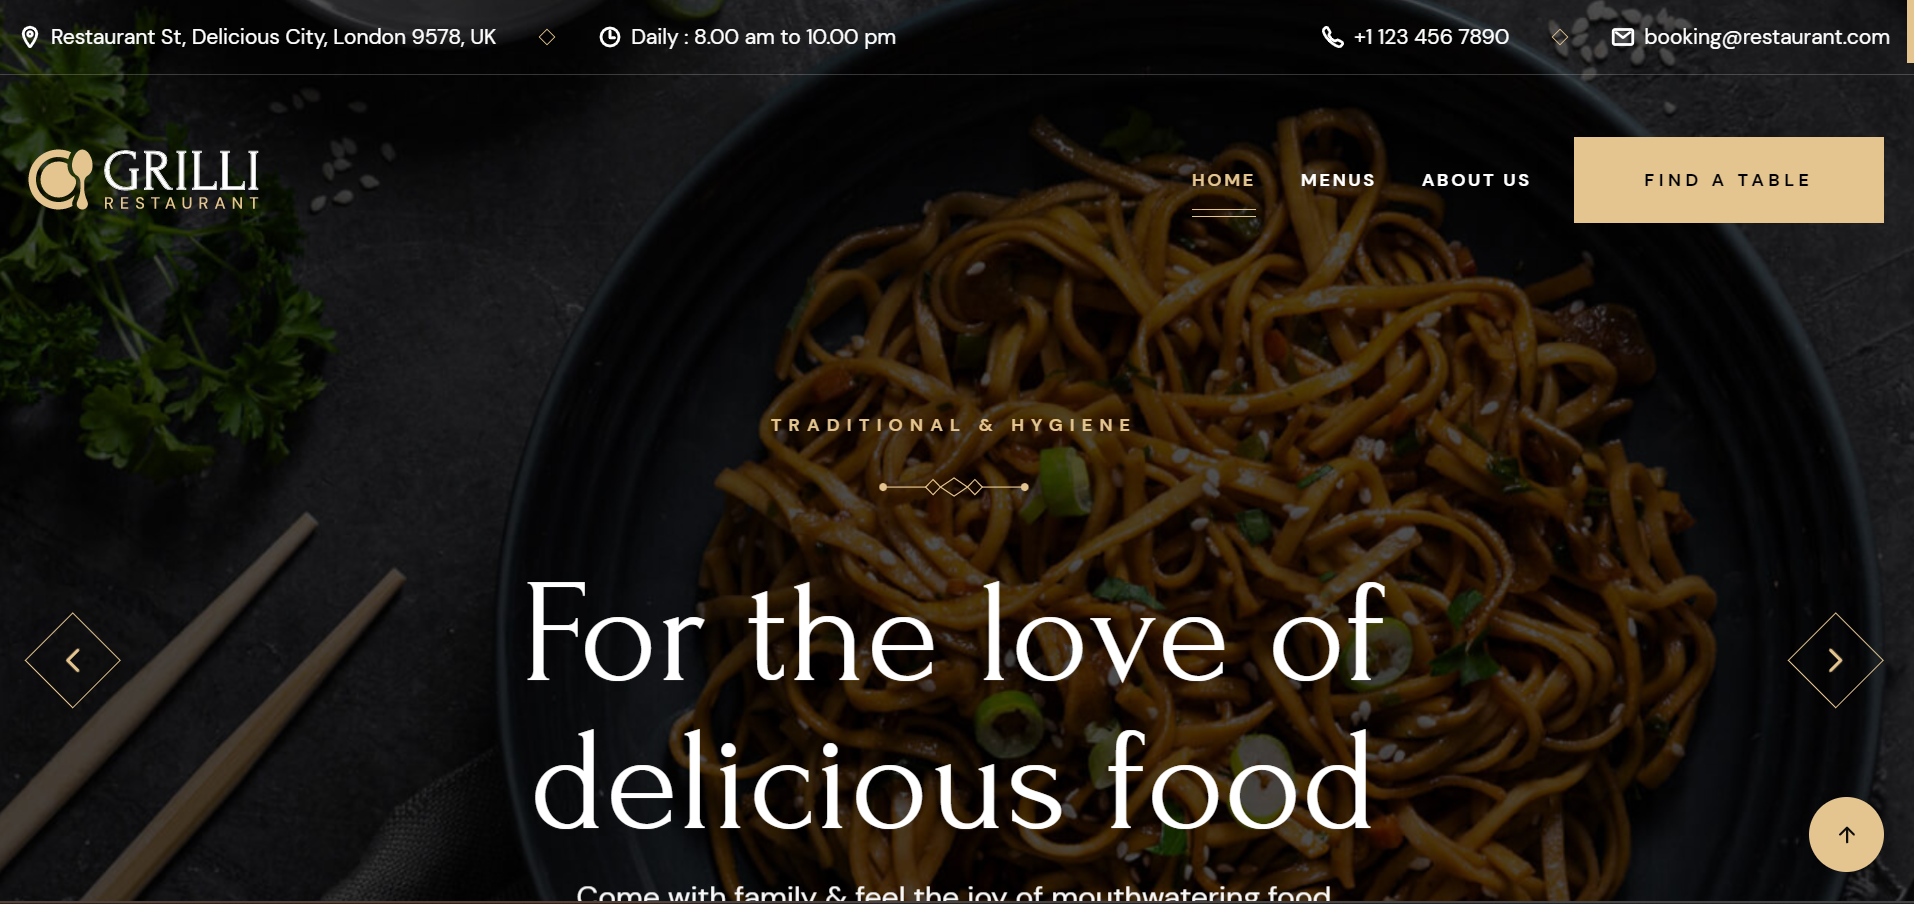 Restaurant St, Delicious City, London 9578, UK
Daily : 8.00 am to 10.00 pm
+1 123 456 7890
booking@restaurant.com
GRILLI
RESTAURANT
HOME
MENUS
ABOUT US
FIND A TABLE
TRADITIONAL & HYGIENE
For the love of
delicious food
Come with family & feel the joy of mouthwatering food